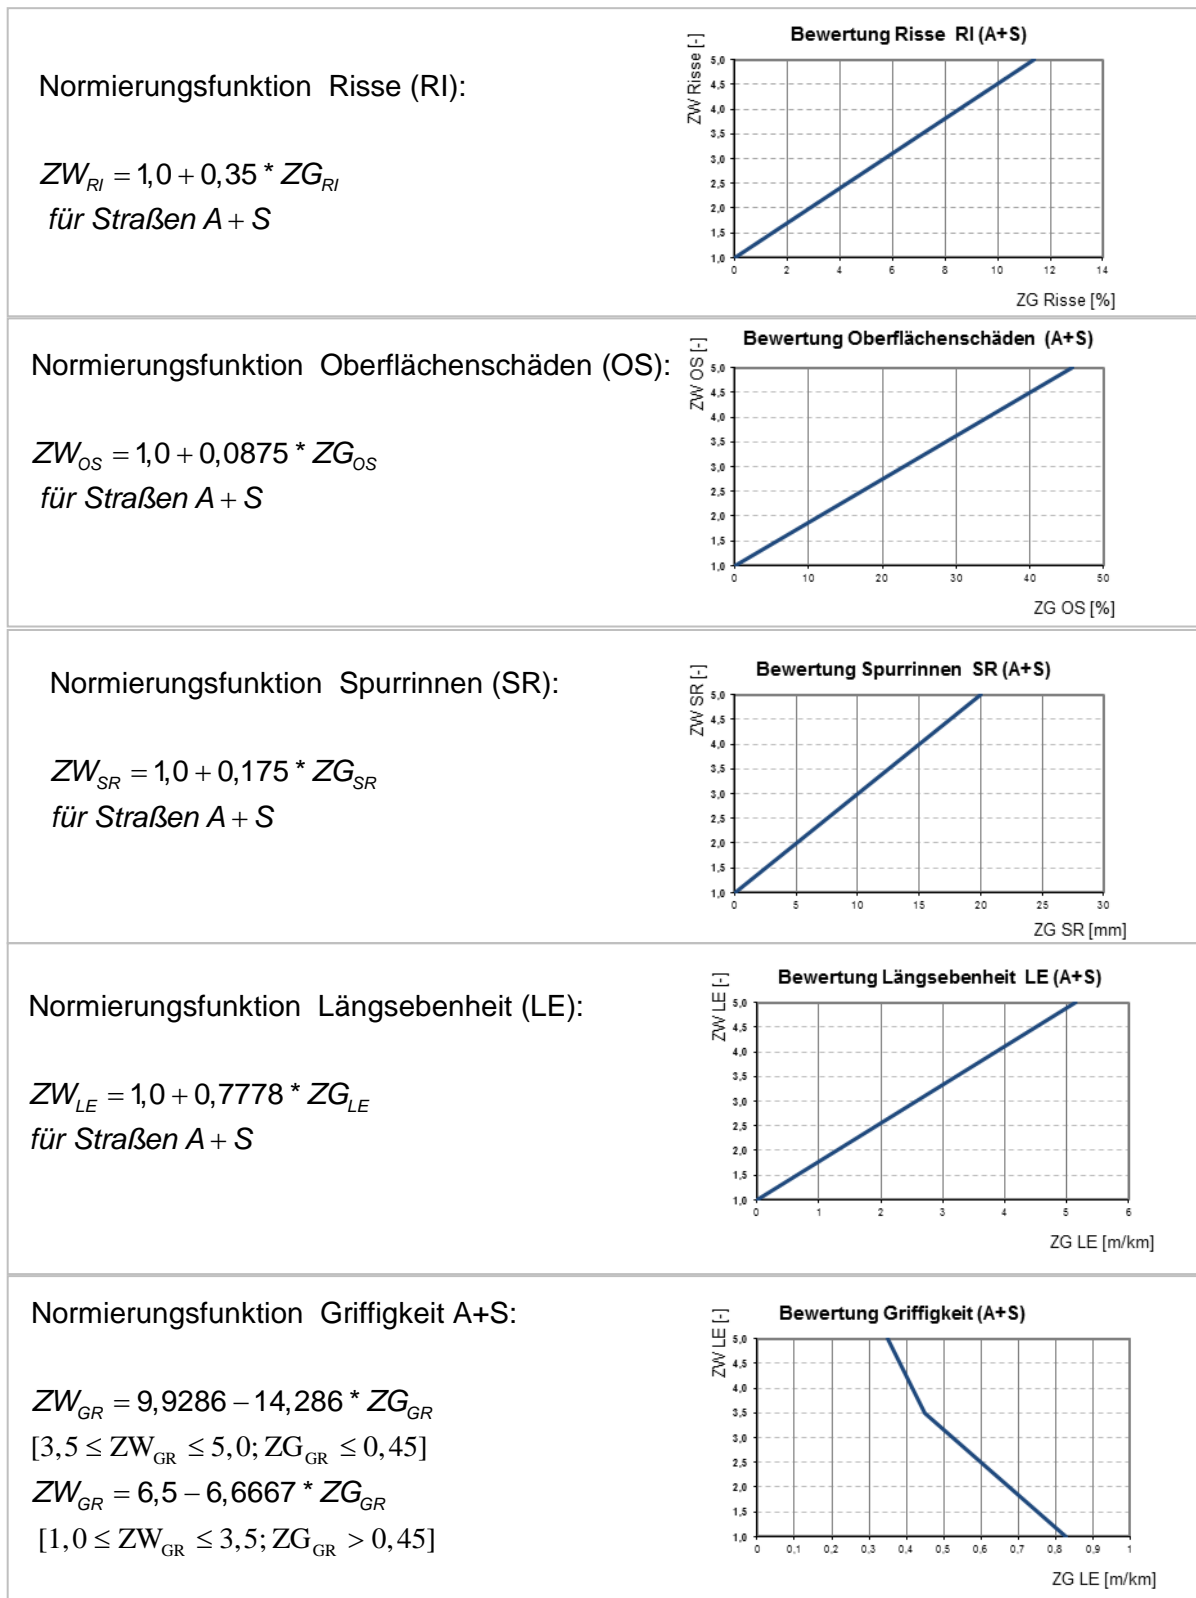 Normierungsfunktion Risse (RI):
ZW_RI = 1,0 + 0,35 * ZG_RI
für Straßen A + S
Bewertung Risse RI (A+S)
ZW Risse [-]
5,0
4,5
4,0
3,5
3,0
2,5
2,0
1,5
1,0
0 2 4 6 8 10 12 14
ZG Risse [%]
Normierungsfunktion Oberflächenschäden (OS):
ZW_OS = 1,0 + 0,0875 * ZG_OS
für Straßen A + S
Bewertung Oberflächenschäden (A+S)
ZW OS [-]
5,0
4,5
4,0
3,5
3,0
2,5
2,0
1,5
1,0
0 10 20 30 40 50
ZG OS [%]
Normierungsfunktion Spurrinnen (SR):
ZW_SR = 1,0 + 0,175 * ZG_SR
für Straßen A + S
Bewertung Spurrinnen SR (A+S)
ZW SR [-]
5,0
4,5
4,0
3,5
3,0
2,5
2,0
1,5
1,0
0 5 10 15 20 25 30
ZG SR [mm]
Normierungsfunktion Längsebenheit (LE):
ZW_LE = 1,0 + 0,7778 * ZG_LE
für Straßen A + S
Bewertung Längsebenheit LE (A+S)
ZW LE [-]
5,0
4,5
4,0
3,5
3,0
2,5
2,0
1,5
1,0
0 1 2 3 4 5 6
ZG LE [m/km]
Normierungsfunktion Griffigkeit A+S:
ZW_GR = 9,9286 − 14,286 * ZG_GR
[3,5 ≤ ZW_GR ≤ 5,0; ZG_GR ≤ 0,45]
ZW_GR = 6,5 − 6,6667 * ZG_GR
[1,0 ≤ ZW_GR ≤ 3,5; ZG_GR > 0,45]
Bewertung Griffigkeit (A+S)
ZW LE [-]
5,0
4,5
4,0
3,5
3,0
2,5
2,0
1,5
1,0
0 0,1 0,2 0,3 0,4 0,5 0,6 0,7 0,8 0,9 1
ZG LE [m/km]